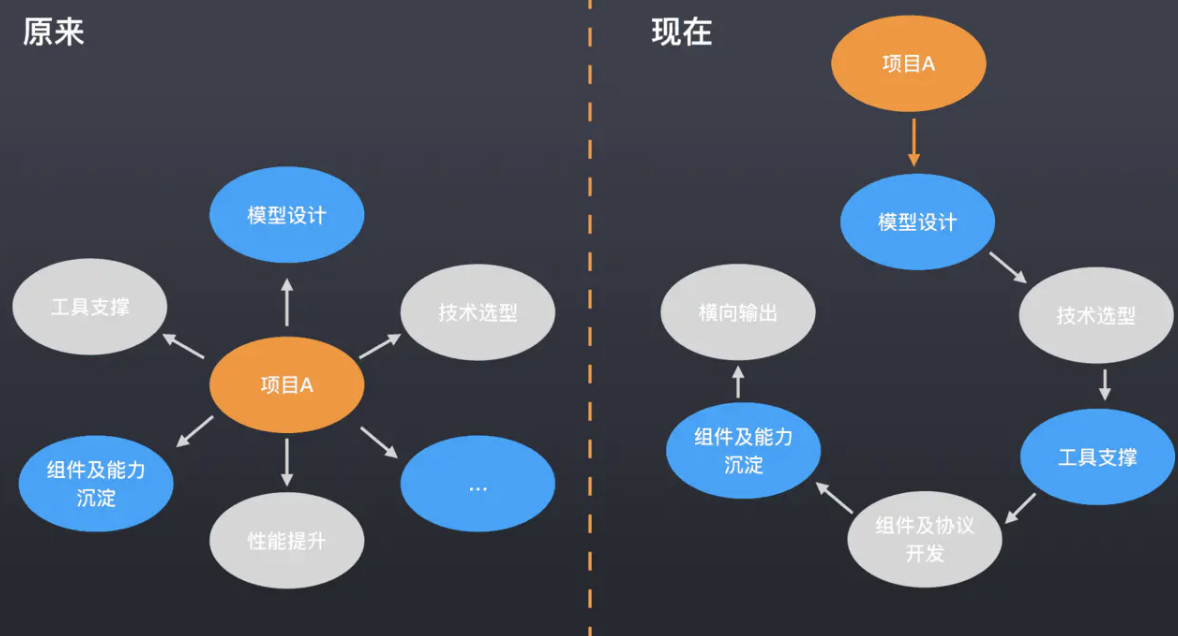 原来
模型设计
工具支撑
技术选型
项目A
组件及能力
沉淀
...
性能提升
现在
项目A
模型设计
横向输出
技术选型
组件及能力
沉淀
工具支撑
组件及协议
开发